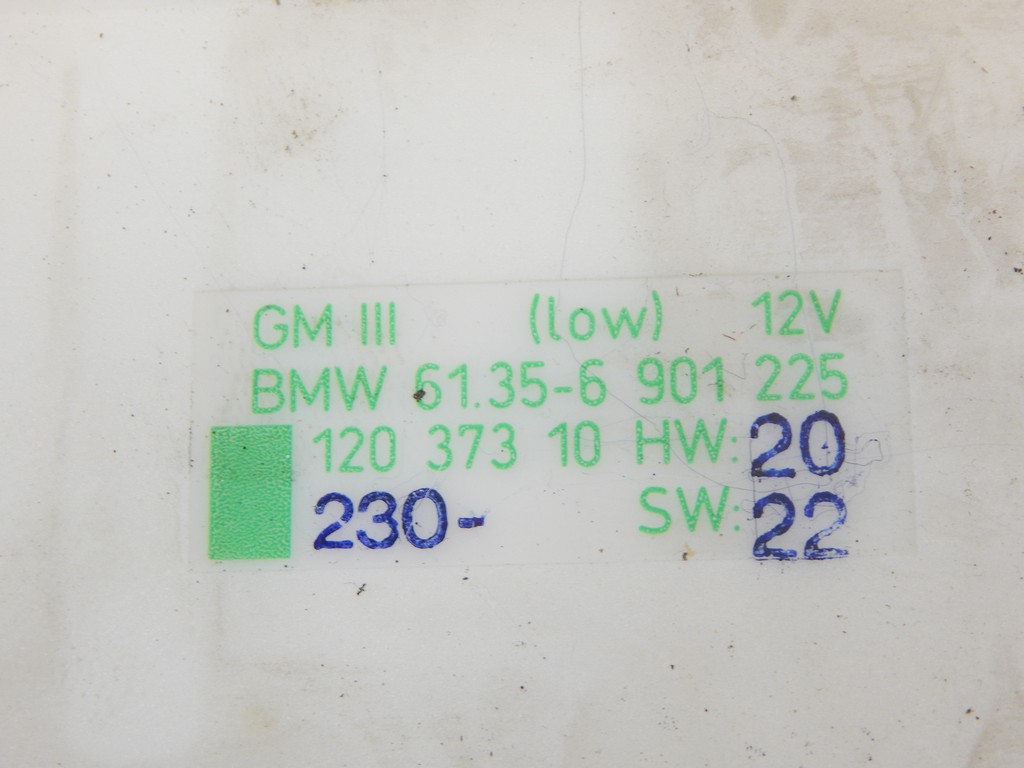 GM III (low) 12V
BMW 61.35-6 901 225
120 373 10 HW: 20
230- SW: 22